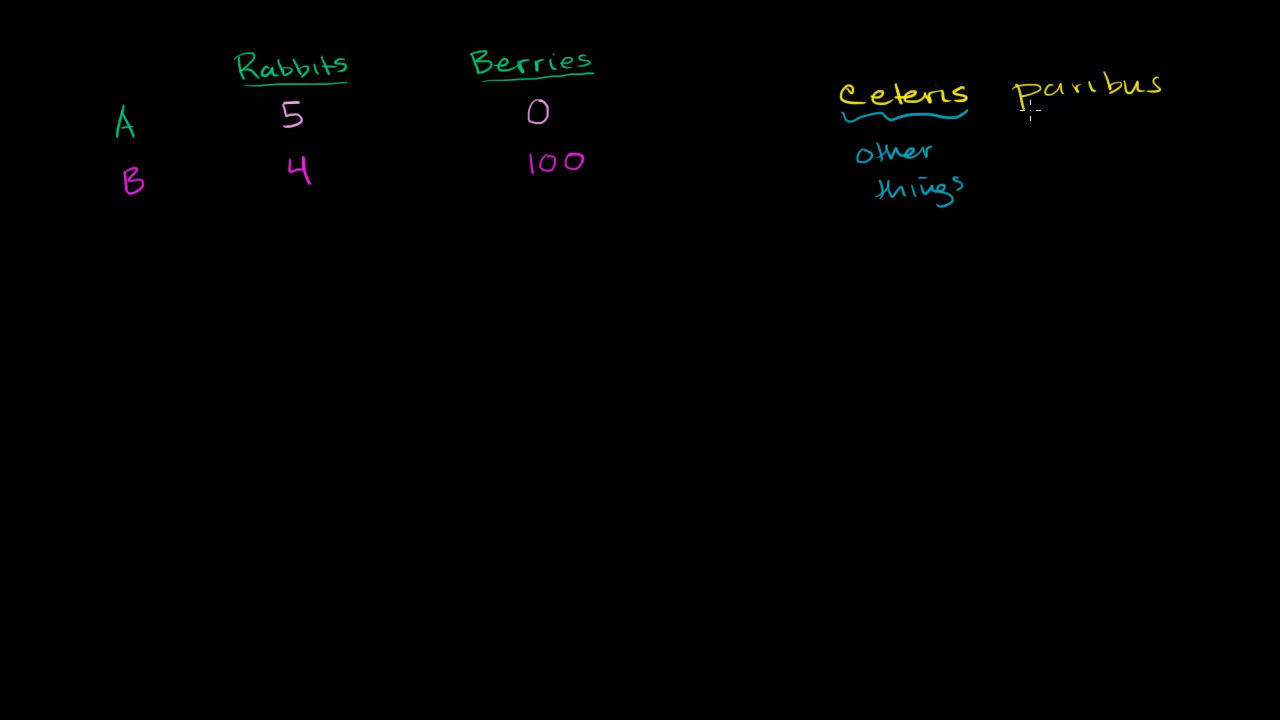 Rabbits Berries
A 5 0
B 4 100
Ceteris paribus
other
things